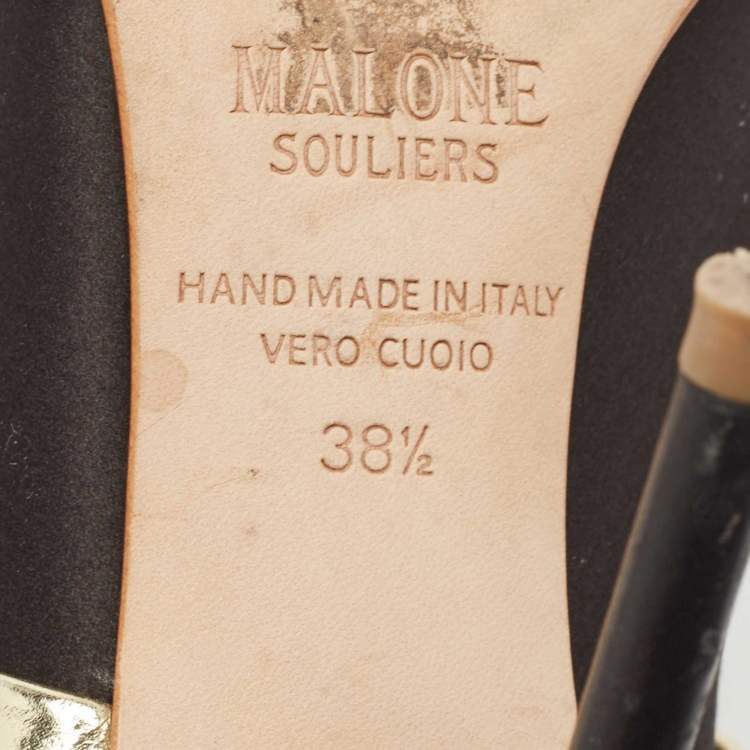 MALONE
SOULIERS
HAND MADE IN ITALY
VERO CUOIO
38½